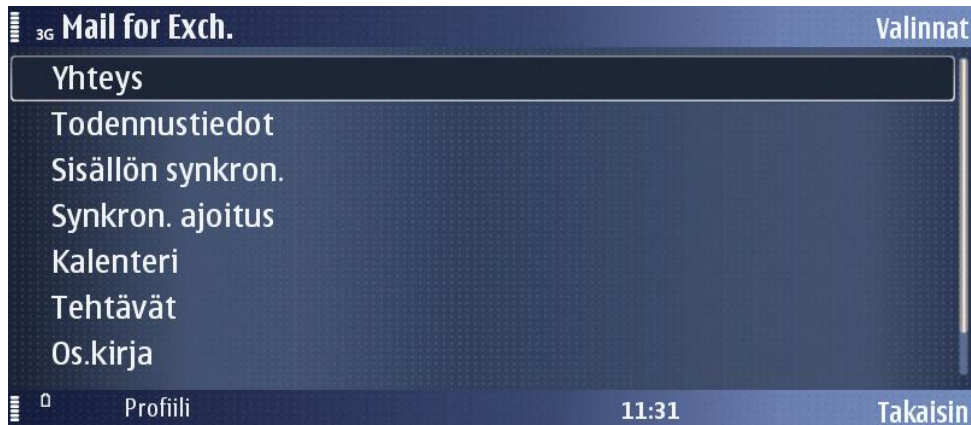 3G Mail for Exch. Valinnat
Yhteys
Todennustiedot
Sisällön synkron.
Synkron. ajoitus
Kalenteri
Tehtävät
Os.kirja
Profiili 11:31 Takaisin